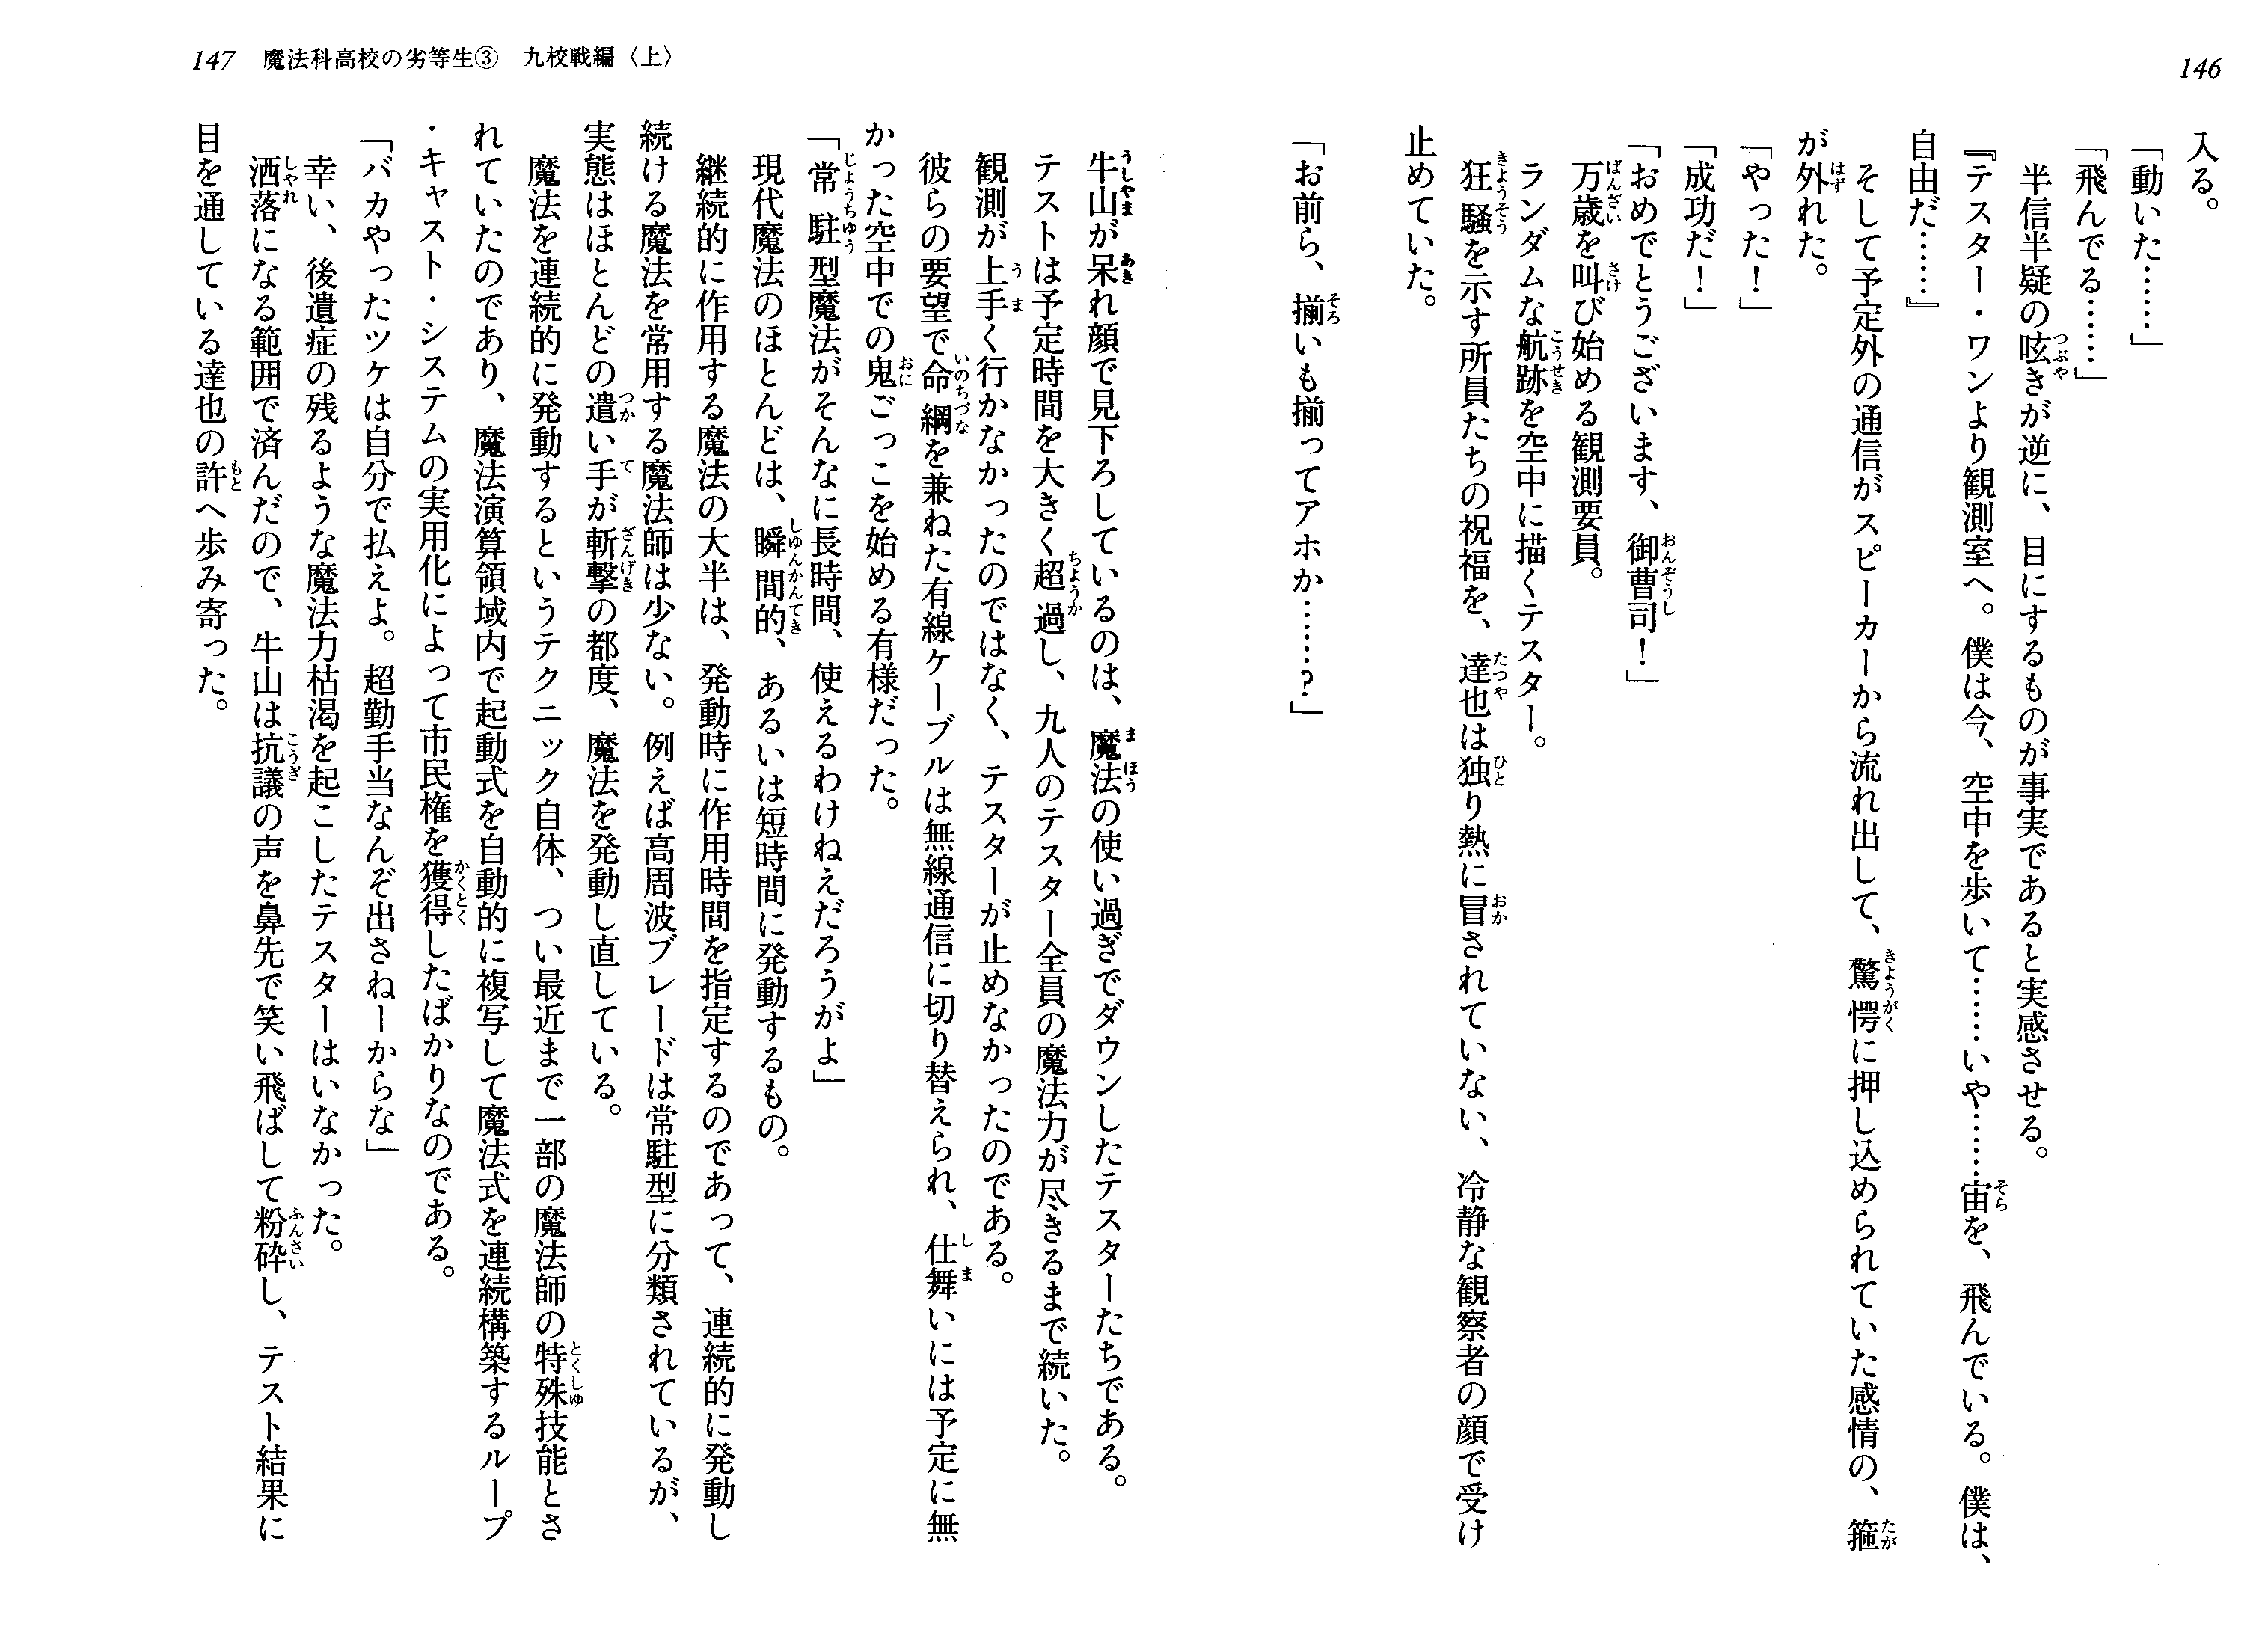 146
入る。
「動いた……」
「飛んでる……」
半信半疑の呟きが逆に、目にするものが事実であると実感させる。
『テスター・ワンより観測室へ。僕は今、空中を歩いて……いや……宙を、飛んでいる。僕は、
自由だ……』
そして予定外の通信がスピーカーから流れ出して、驚愕に押し込められていた感情の、箍
が外れた。
「やった！」
「成功だ！」
「おめでとうございます、御曹司！」
万歳を叫び始める観測要員。
ランダムな航跡を空中に描くテスター。
狂騒を示す所員たちの祝福を、達也は独り熱に冒されていない、冷静な観察者の顔で受け
止めていた。
「お前ら、揃いも揃ってアホか……？」
147 魔法科高校の劣等生③ 九校戦編〈上〉
牛山が呆れ顔で見下ろしているのは、魔法の使い過ぎでダウンしたテスターたちである。
テストは予定時間を大きく超過し、九人のテスター全員の魔法力が尽きるまで続いた。
観測が上手く行かなかったのではなく、テスターが止めなかったのである。
彼らの要望で命綱を兼ねた有線ケーブルは無線通信に切り替えられ、仕舞いには予定に無
かった空中での鬼ごっこを始める有様だった。
「常駐型魔法がそんなに長時間、使えるわけねえだろうがよ」
現代魔法のほとんどは、瞬間的、あるいは短時間に発動するもの。
継続的に作用する魔法の大半は、発動時に作用時間を指定するのであって、連続的に発動し
続ける魔法を常用する魔法師は少ない。例えば高周波ブレードは常駐型に分類されているが、
実態はほとんどの遣い手が斬撃の都度、魔法を発動し直している。
魔法を連続的に発動するというテクニック自体、つい最近まで一部の魔法師の特殊技能とさ
れていたのであり、魔法演算領域内で起動式を自動的に複写して魔法式を連続構築するループ
・キャスト・システムの実用化によって市民権を獲得したばかりなのである。
「バカやったツケは自分で払えよ。超勤手当なんぞ出さねーからな」
幸い、後遺症の残るような魔法力枯渇を起こしたテスターはいなかった。
洒落になる範囲で済んだので、牛山は抗議の声を鼻先で笑い飛ばして粉砕し、テスト結果に
目を通している達也の許へ歩み寄った。